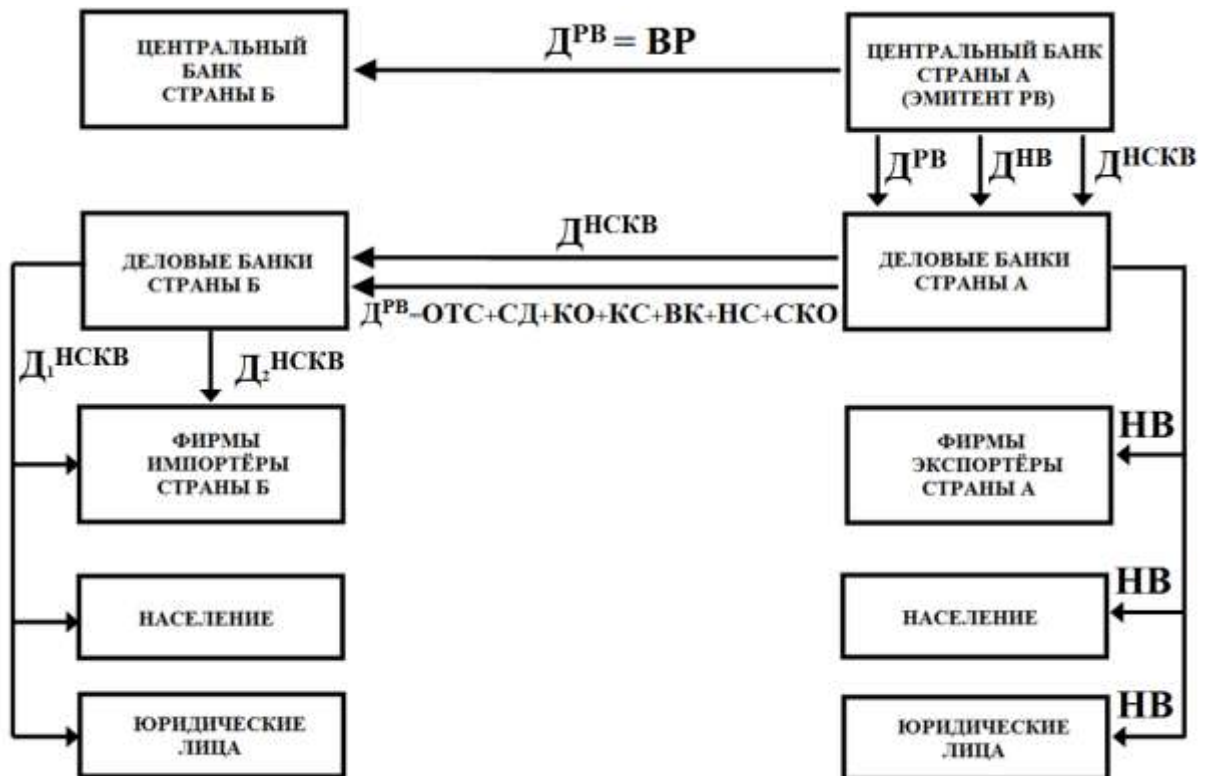 ЦЕНТРАЛЬНЫЙ
БАНК
СТРАНЫ Б
Д^РВ = ВР
ЦЕНТРАЛЬНЫЙ БАНК
СТРАНЫ А
(ЭМИТЕНТ РВ)
Д^РВ
Д^НВ
Д^НСКВ
ДЕЛОВЫЕ БАНКИ
СТРАНЫ Б
Д^НСКВ
Д^РВ=ОТС+СД+КО+КС+ВК+НС+СКО
ДЕЛОВЫЕ БАНКИ
СТРАНЫ А
Д₁^НСКВ
Д₂^НСКВ
ФИРМЫ
ИМПОРТЁРЫ
СТРАНЫ Б
ФИРМЫ
ЭКСПОРТЁРЫ
СТРАНЫ А
НВ
НАСЕЛЕНИЕ
НАСЕЛЕНИЕ
НВ
ЮРИДИЧЕСКИЕ
ЛИЦА
ЮРИДИЧЕСКИЕ
ЛИЦА
НВ